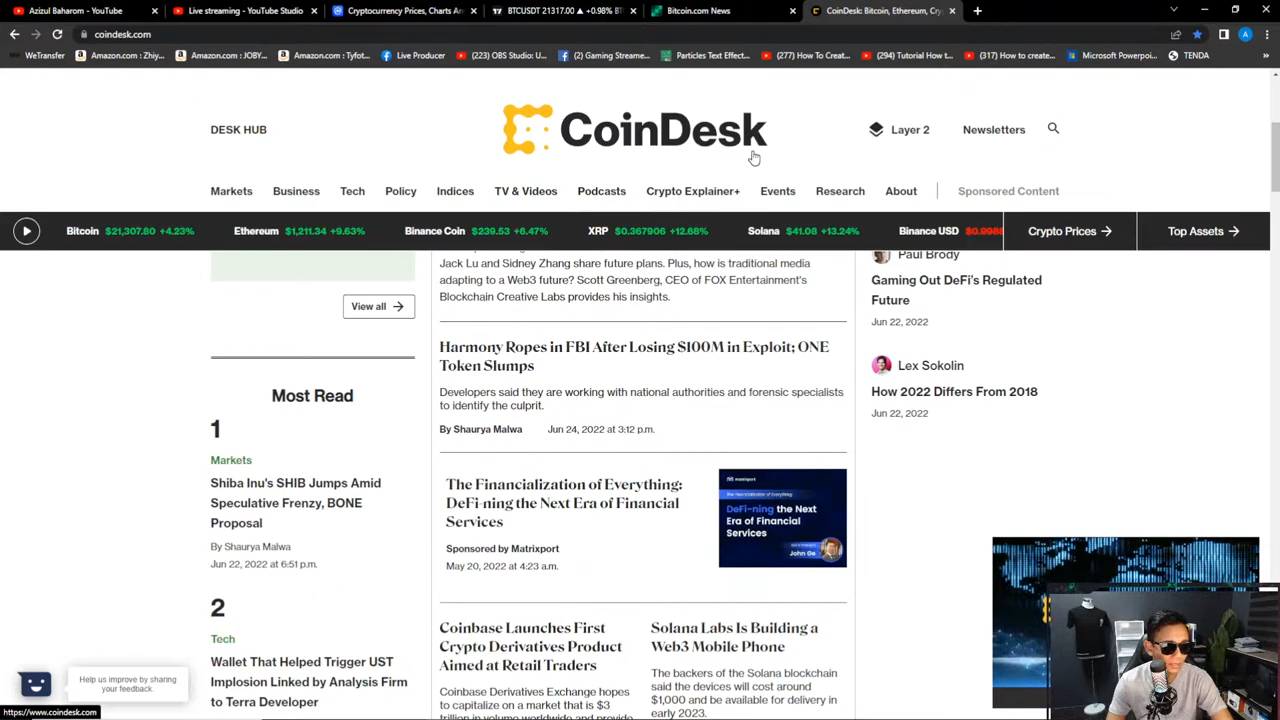 Azizul Baharom - YouTube
Live streaming - YouTube Studio
Cryptocurrency Prices, Charts An
BTCUSDT 21317.00 ▲ +0.98% BT
Bitcoin.com News
CoinDesk: Bitcoin, Ethereum, Cry
coindesk.com
WeTransfer
Amazon.com : Zhiy...
Amazon.com : JOBY...
Amazon.com : Tyfot...
Live Producer
(223) OBS Studio: U...
(2) Gaming Streame...
Particles Text Effect...
(277) How To Creat...
(294) Tutorial How t...
(317) How to create...
Microsoft Powerpoi...
TENDA
DESK HUB
CoinDesk
Layer 2
Newsletters
Markets
Business
Tech
Policy
Indices
TV & Videos
Podcasts
Crypto Explainer+
Events
Research
About
Sponsored Content
Bitcoin $21,307.80 +4.23%
Ethereum $1,211.34 +9.63%
Binance Coin $239.53 +6.47%
XRP $0.367906 +12.68%
Solana $41.08 +13.24%
Binance USD $0.998
Crypto Prices →
Top Assets →
View all →
Most Read
1
Markets
Shiba Inu's SHIB Jumps Amid
Speculative Frenzy, BONE
Proposal
By Shaurya Malwa
Jun 22, 2022 at 6:51 p.m.
2
Tech
Wallet That Helped Trigger UST
Implosion Linked by Analysis Firm
to Terra Developer
Jack Lu and Sidney Zhang share future plans. Plus, how is traditional media
adapting to a Web3 future? Scott Greenberg, CEO of FOX Entertainment's
Blockchain Creative Labs provides his insights.
Harmony Ropes in FBI After Losing $100M in Exploit; ONE
Token Slumps
Developers said they are working with national authorities and forensic specialists
to identify the culprit.
By Shaurya Malwa
Jun 24, 2022 at 3:12 p.m.
The Financialization of Everything:
DeFi-ning the Next Era of Financial
Services
Sponsored by Matrixport
May 20, 2022 at 4:23 a.m.
matrixport
The Financialization of Everything
DeFi-ning the Next
Era of Financial
Services
John Ge
Coinbase Launches First
Crypto Derivatives Product
Aimed at Retail Traders
Coinbase Derivatives Exchange hopes
to capitalize on a market that is $3
trillion in volume worldwide and provide
Solana Labs Is Building a
Web3 Mobile Phone
The backers of the Solana blockchain
said the devices will cost around
$1,000 and be available for delivery in
early 2023.
Paul Brody
Gaming Out DeFi's Regulated
Future
Jun 22, 2022
Lex Sokolin
How 2022 Differs From 2018
Jun 22, 2022
Help us improve by sharing
your feedback.
https://www.coindesk.com